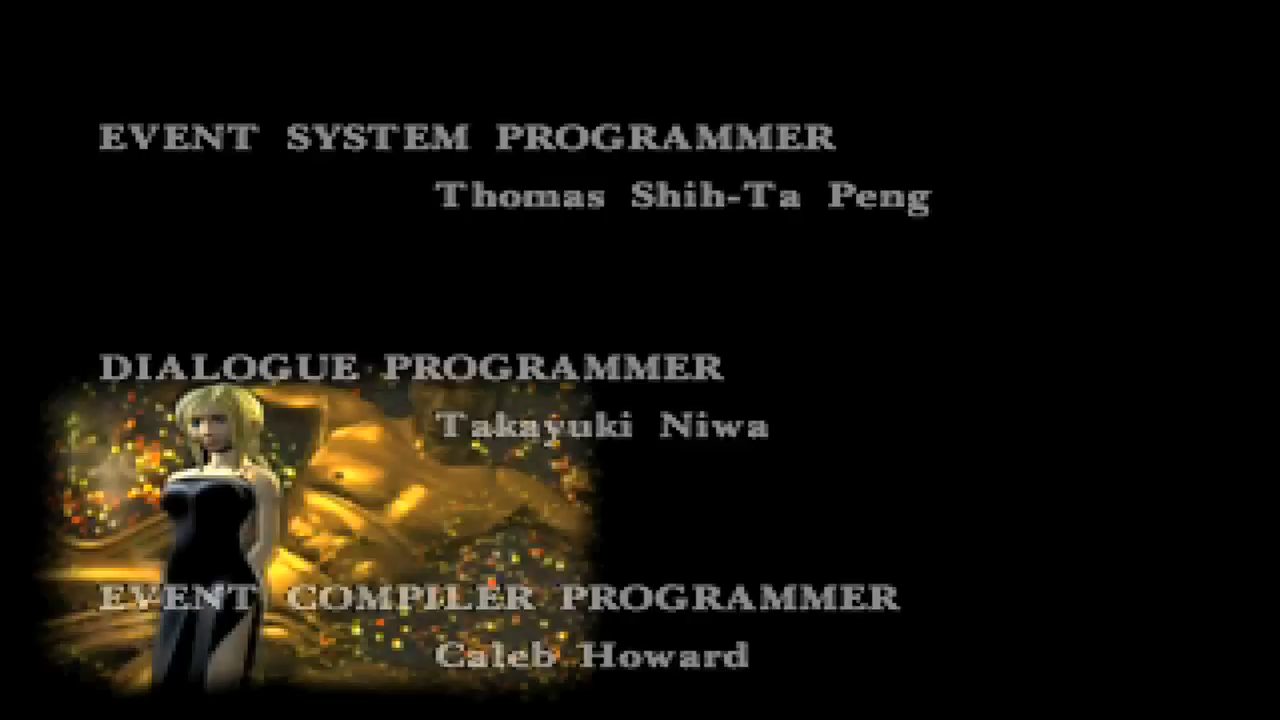 EVENT SYSTEM PROGRAMMER
Thomas Shih-Ta Peng
DIALOGUE PROGRAMMER
Takayuki Niwa
EVENT COMPILER PROGRAMMER
Caleb Howard